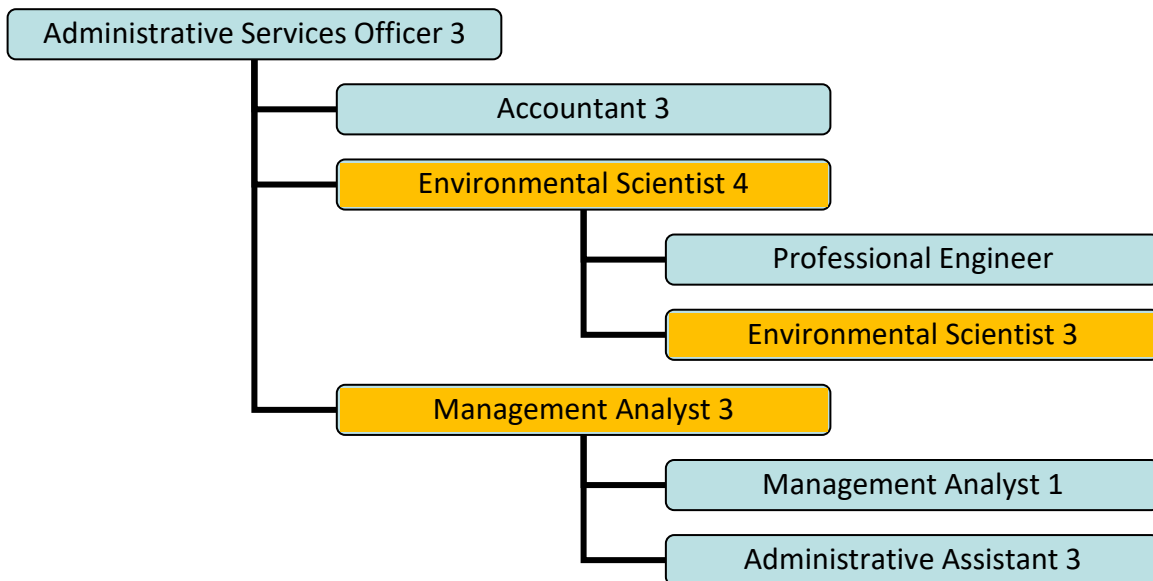 Administrative Services Officer 3
Accountant 3
Environmental Scientist 4
Professional Engineer
Environmental Scientist 3
Management Analyst 3
Management Analyst 1
Administrative Assistant 3